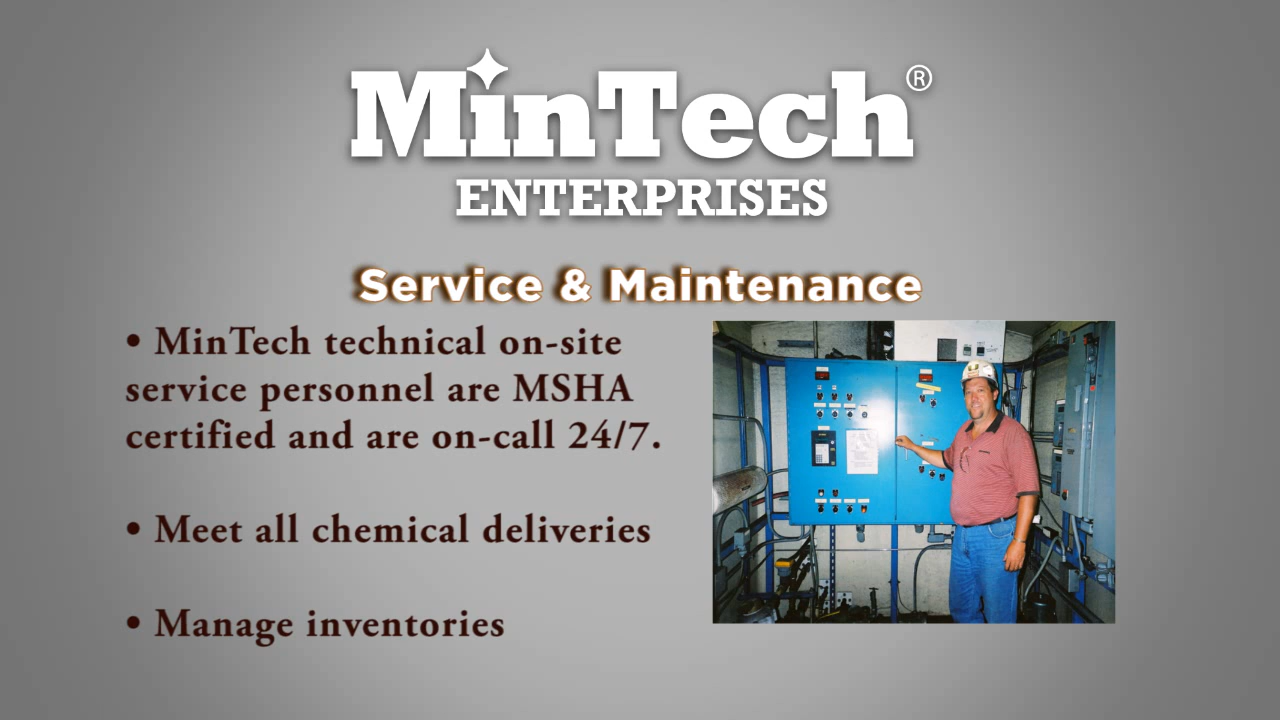 MinTech®
ENTERPRISES
Service & Maintenance
• MinTech technical on-site
service personnel are MSHA
certified and are on-call 24/7.
• Meet all chemical deliveries
• Manage inventories